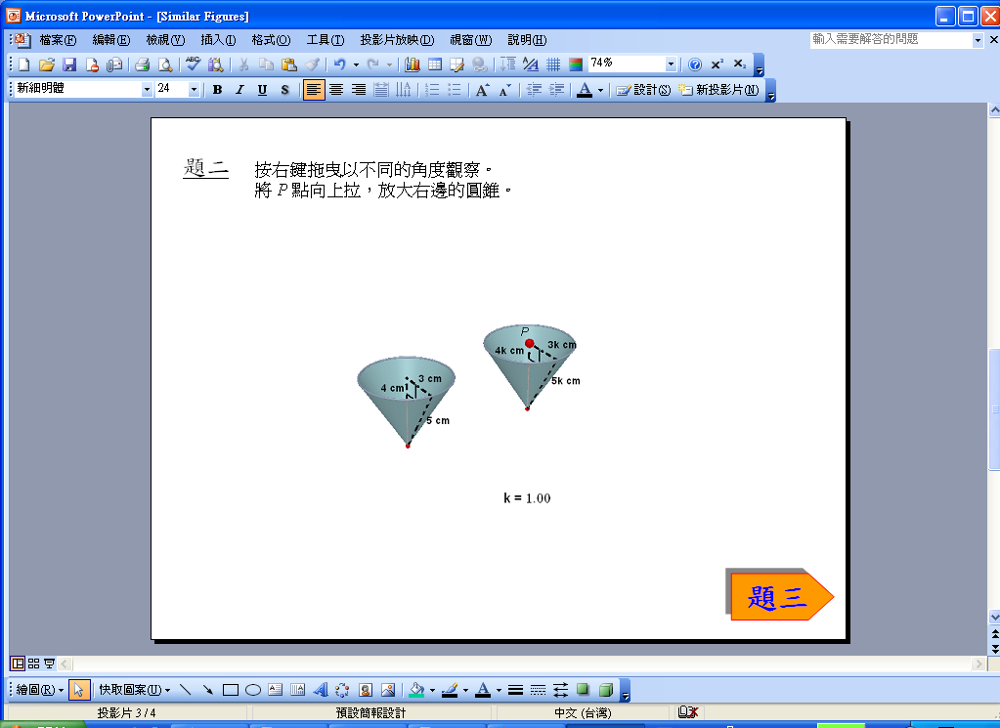 Microsoft PowerPoint - [Similar Figures]
檔案(F) 編輯(E) 檢視(V) 插入(I) 格式(O) 工具(T) 投影片放映(D) 視窗(W) 說明(H) 輸入需要解答的問題
74%
新細明體 24 B I U S 設計(S) 新投影片(N)
題二 按右鍵拖曳以不同的角度觀察。
將 P 點向上拉，放大右邊的圓錐。
P
4k cm 3k cm
5k cm
3 cm
4 cm
5 cm
k = 1.00
題三
繪圖(R) 快取圖案(U)
投影片 3 / 4 預設簡報設計 中文 (台灣)